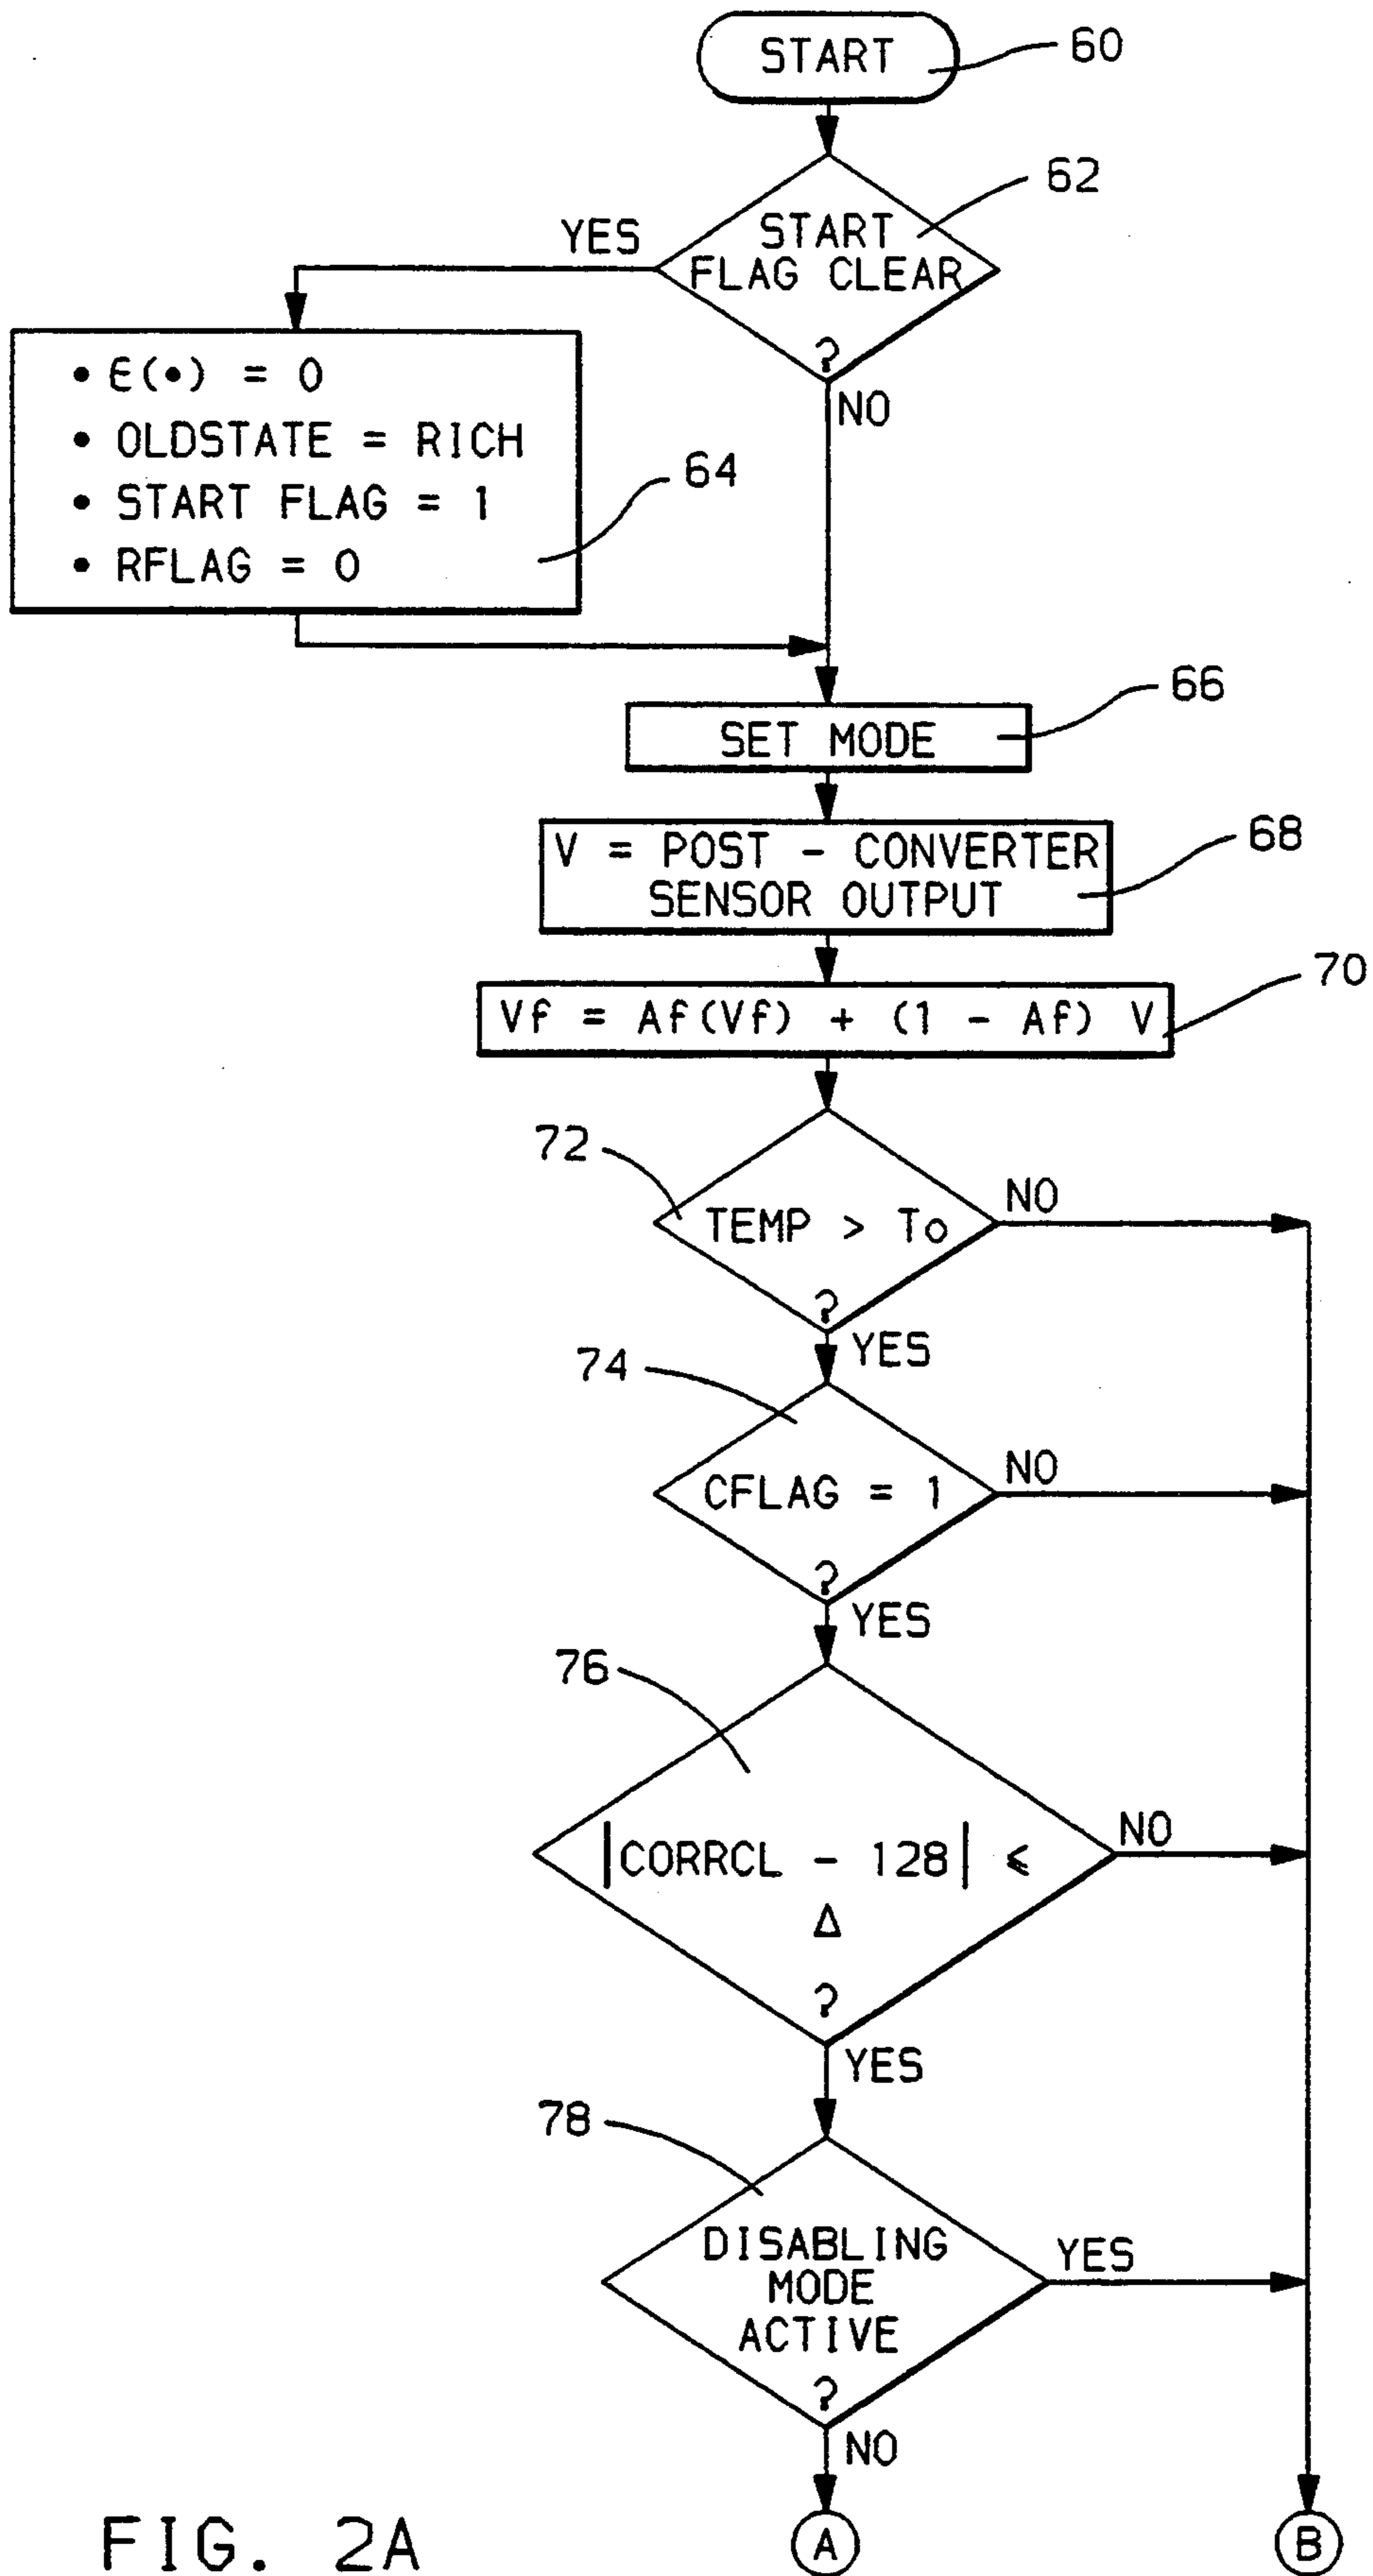 START
60
62
START
FLAG CLEAR
?
YES
NO
• E(•) = 0
• OLDSTATE = RICH
• START FLAG = 1
• RFLAG = 0
64
66
SET MODE
68
V = POST - CONVERTER
SENSOR OUTPUT
70
Vf = Af(Vf) + (1 - Af) V
72
TEMP > To
?
NO
YES
74
CFLAG = 1
?
NO
YES
76
|CORRCL - 128| ⩽
Δ
?
NO
YES
78
DISABLING
MODE
ACTIVE
?
YES
NO
A
B
FIG. 2A